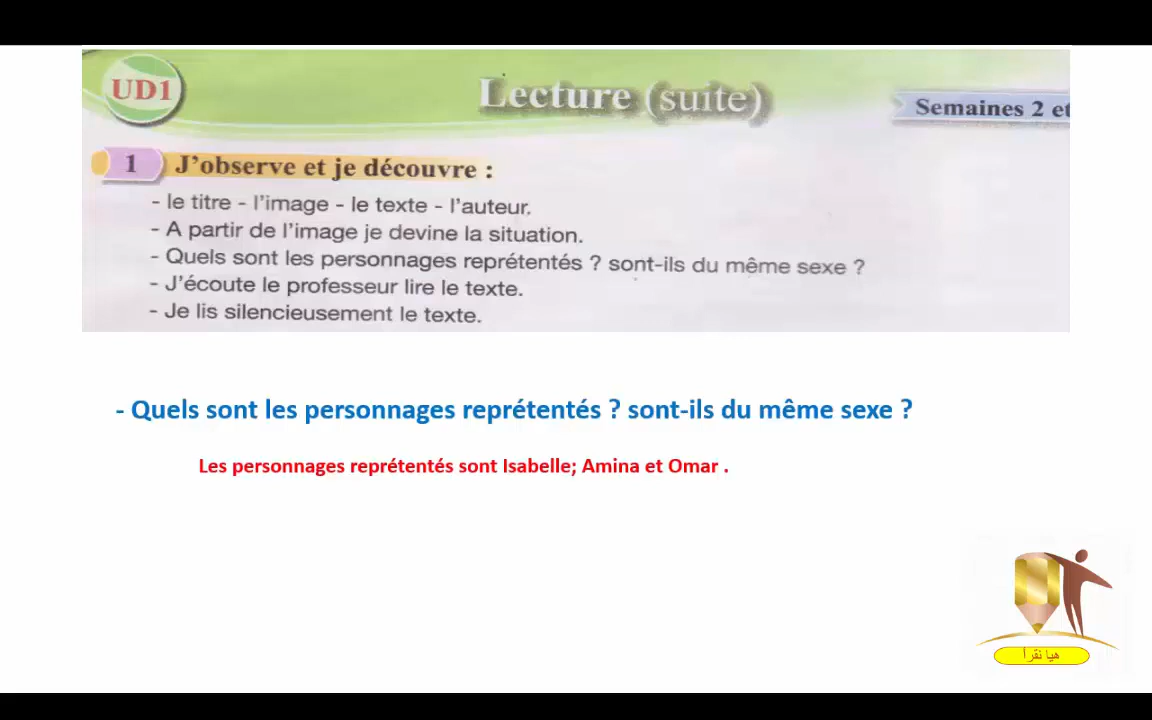 UD1
Lecture (suite)
Semaines 2 et
1 J'observe et je découvre :
- le titre - l'image - le texte - l'auteur.
- A partir de l'image je devine la situation.
- Quels sont les personnages reprétentés ? sont-ils du même sexe ?
- J'écoute le professeur lire le texte.
- Je lis silencieusement le texte.
- Quels sont les personnages reprétentés ? sont-ils du même sexe ?
Les personnages reprétentés sont Isabelle; Amina et Omar .
هيا نقرأ